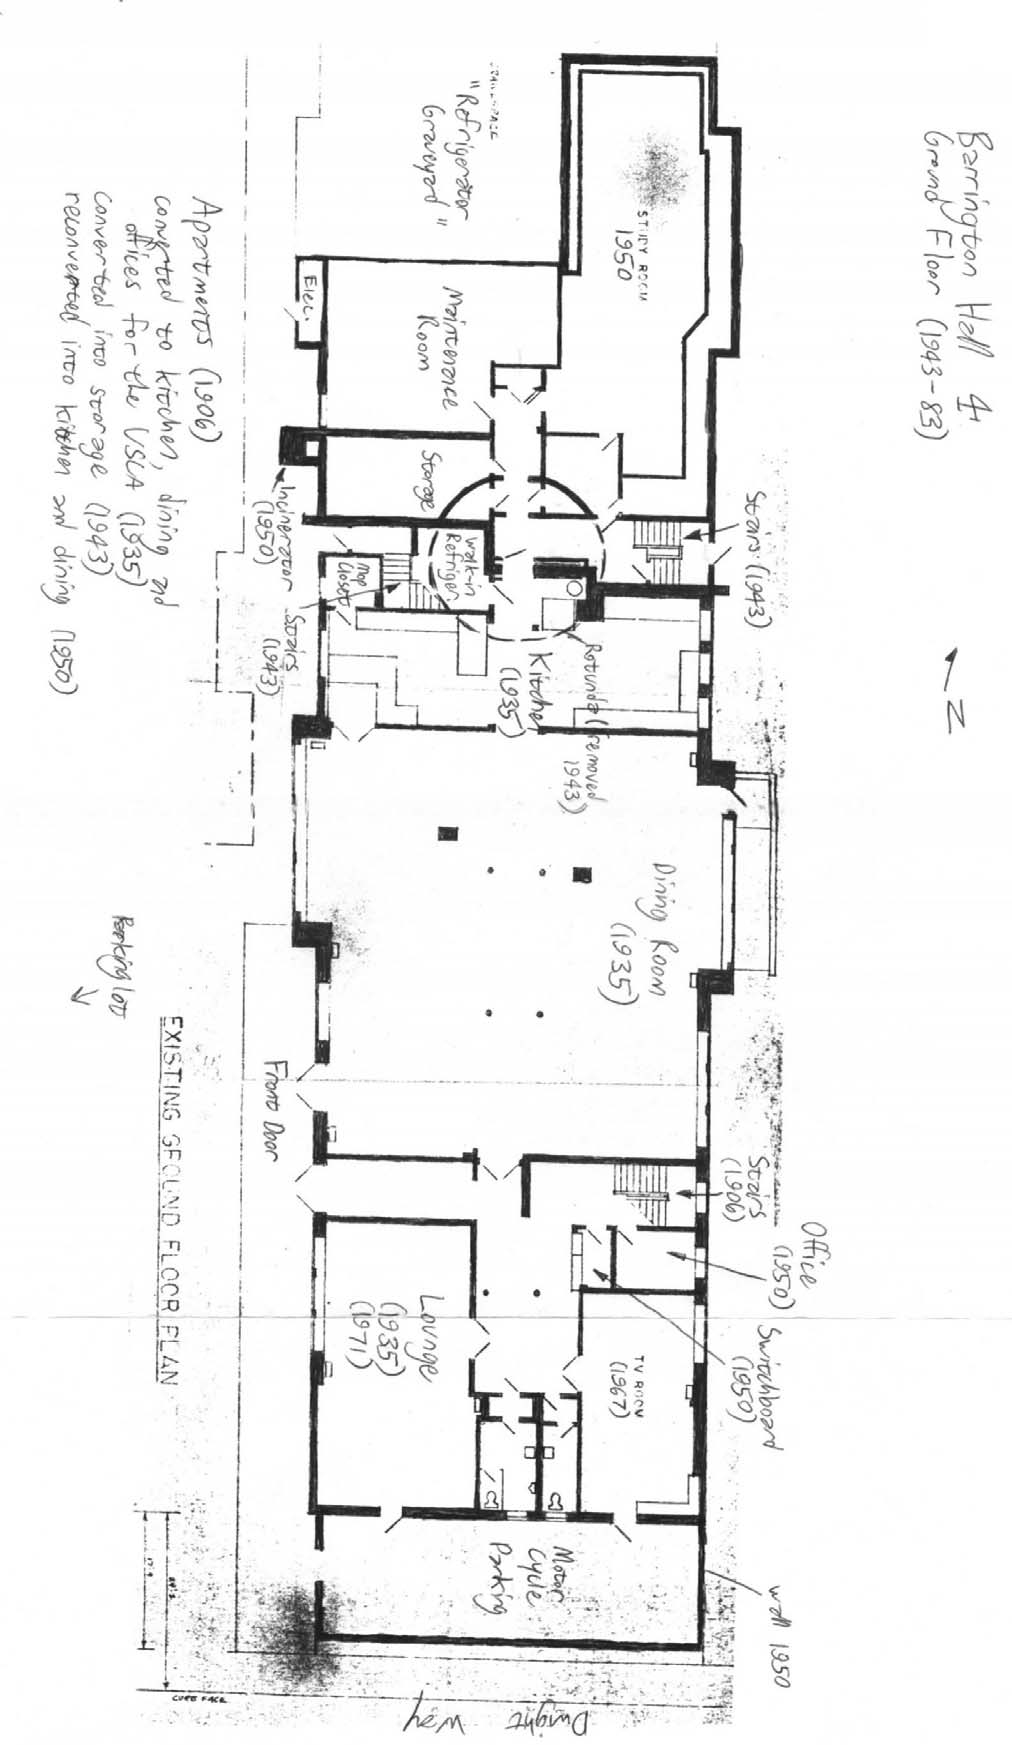 Barrington Hall 4
Ground Floor (1943-83)
N
"Refrigerator
Graveyard"
STUDY ROOM
1950
Elec.
Maintenance
Room
Storage
Stairs (1943)
Walk-in
Refriger.
Mop
Closet
Incinerator
(1950)
Stairs
(1943)
Kitchen
(1935)
Rotunda (removed
1943)
Apartments (1906)
converted to kitchen, dining and
offices for the USCA (1935)
converted into storage (1943)
reconverted into kitchen and dining (1950)
Dining Room
(1935)
Parking lot
Front Door
Stairs
(1906)
Office
(1950)
Switchboard
(1950)
Lounge
(1935)
(1971)
TV ROOM
(1967)
Motor
Cycle
Parking
wall 1950
EXISTING GROUND FLOOR PLAN
CURB FACE
Dwight Way